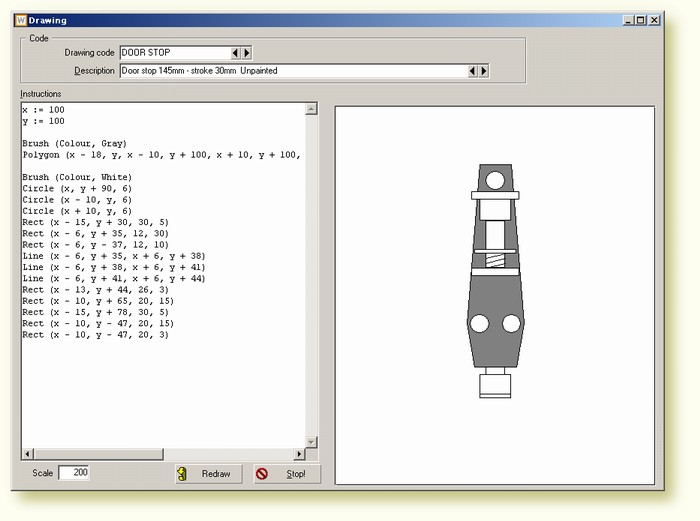 Drawing
Code
Drawing code DOOR STOP
Description Door stop 145mm - stroke 30mm Unpainted
Instructions
x := 100
y := 100
Brush (Colour, Gray)
Polygon (x - 18, y, x - 10, y + 100, x + 10, y + 100,
Brush (Colour, White)
Circle (x, y + 90, 6)
Circle (x - 10, y, 6)
Circle (x + 10, y, 6)
Rect (x - 15, y + 30, 30, 5)
Rect (x - 6, y + 35, 12, 30)
Rect (x - 6, y - 37, 12, 10)
Line (x - 6, y + 35, x + 6, y + 38)
Line (x - 6, y + 38, x + 6, y + 41)
Line (x - 6, y + 41, x + 6, y + 44)
Rect (x - 13, y + 44, 26, 3)
Rect (x - 10, y + 65, 20, 15)
Rect (x - 15, y + 78, 30, 5)
Rect (x - 10, y - 47, 20, 15)
Rect (x - 10, y - 47, 20, 3)
Scale 200 Redraw Stop!